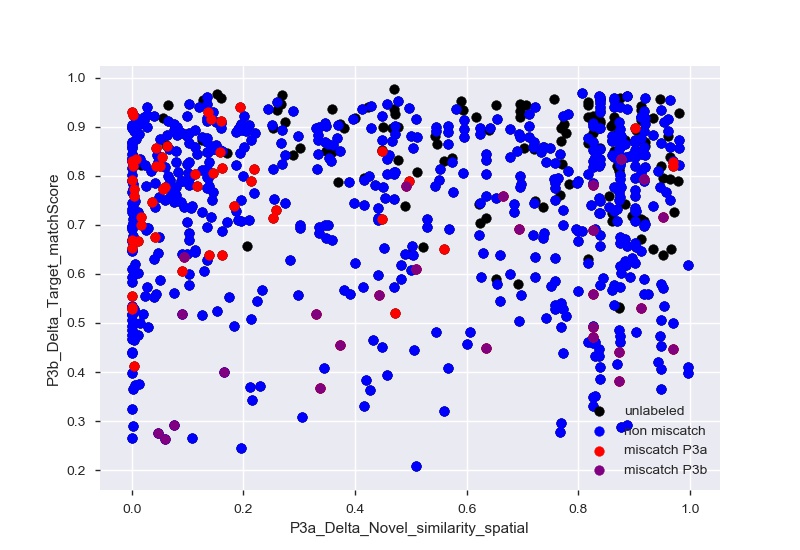 1.0
0.9
0.8
0.7
0.6
0.5
0.4
0.3
0.2
P3b_Delta_Target_matchScore
unlabeled
non miscatch
miscatch P3a
miscatch P3b
0.0 0.2 0.4 0.6 0.8 1.0
P3a_Delta_Novel_similarity_spatial